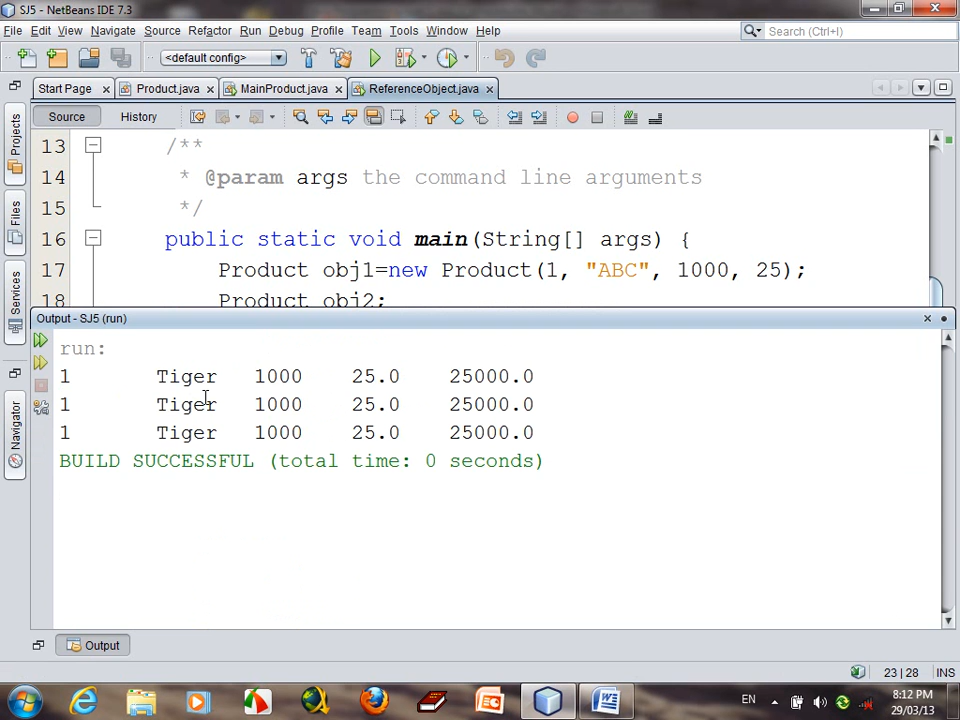 SJ5 - NetBeans IDE 7.3
File Edit View Navigate Source Refactor Run Debug Profile Team Tools Window Help
Search (Ctrl+I)
<default config>
Start Page Product.java MainProduct.java ReferenceObject.java
Source History
Projects
Files
Services
Navigator
13 /**
14 * @param args the command line arguments
15 */
16 public static void main(String[] args) {
17 Product obj1=new Product(1, "ABC", 1000, 25);
18 Product obj2;
Output - SJ5 (run)
run:
1 Tiger 1000 25.0 25000.0
1 Tiger 1000 25.0 25000.0
1 Tiger 1000 25.0 25000.0
BUILD SUCCESSFUL (total time: 0 seconds)
Output
23|28 INS
EN
8:12 PM
29/03/13